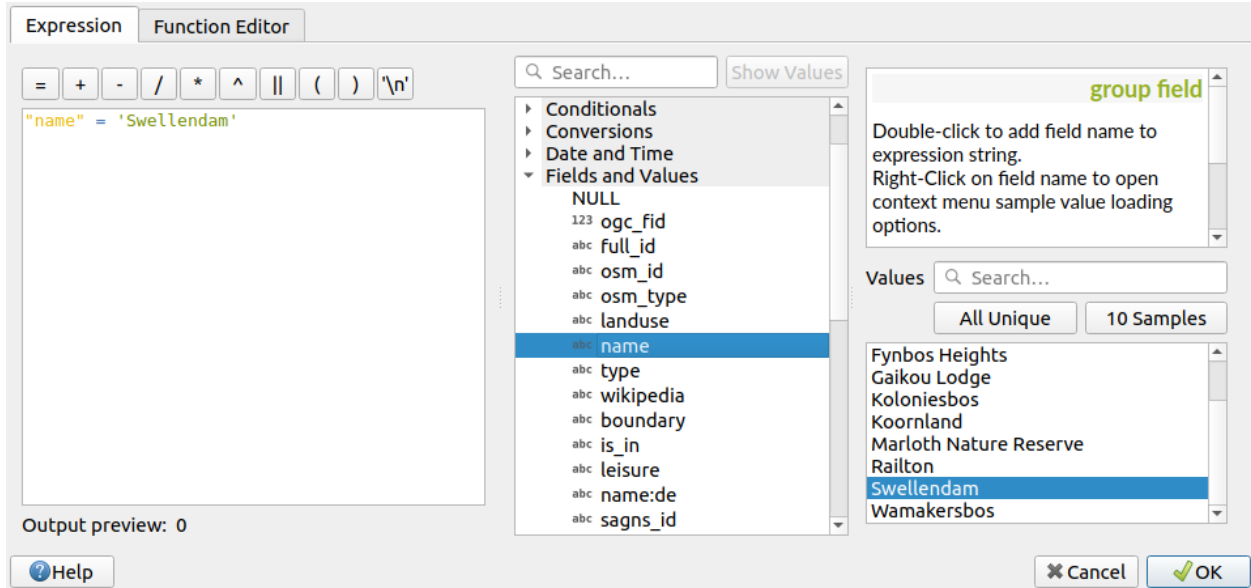 Expression
Function Editor
= + - / * ^ || ( ) '\n'
"name" = 'Swellendam'
Output preview: 0
Search...
Show Values
Conditionals
Conversions
Date and Time
Fields and Values
NULL
123 ogc_fid
abc full_id
abc osm_id
abc osm_type
abc landuse
abc name
abc type
abc wikipedia
abc boundary
abc is_in
abc leisure
abc name:de
abc sagns_id
group field
Double-click to add field name to
expression string.
Right-Click on field name to open
context menu sample value loading
options.
Values
Search...
All Unique
10 Samples
Fynbos Heights
Gaikou Lodge
Koloniesbos
Koornland
Marloth Nature Reserve
Railton
Swellendam
Wamakersbos
? Help
Cancel
OK